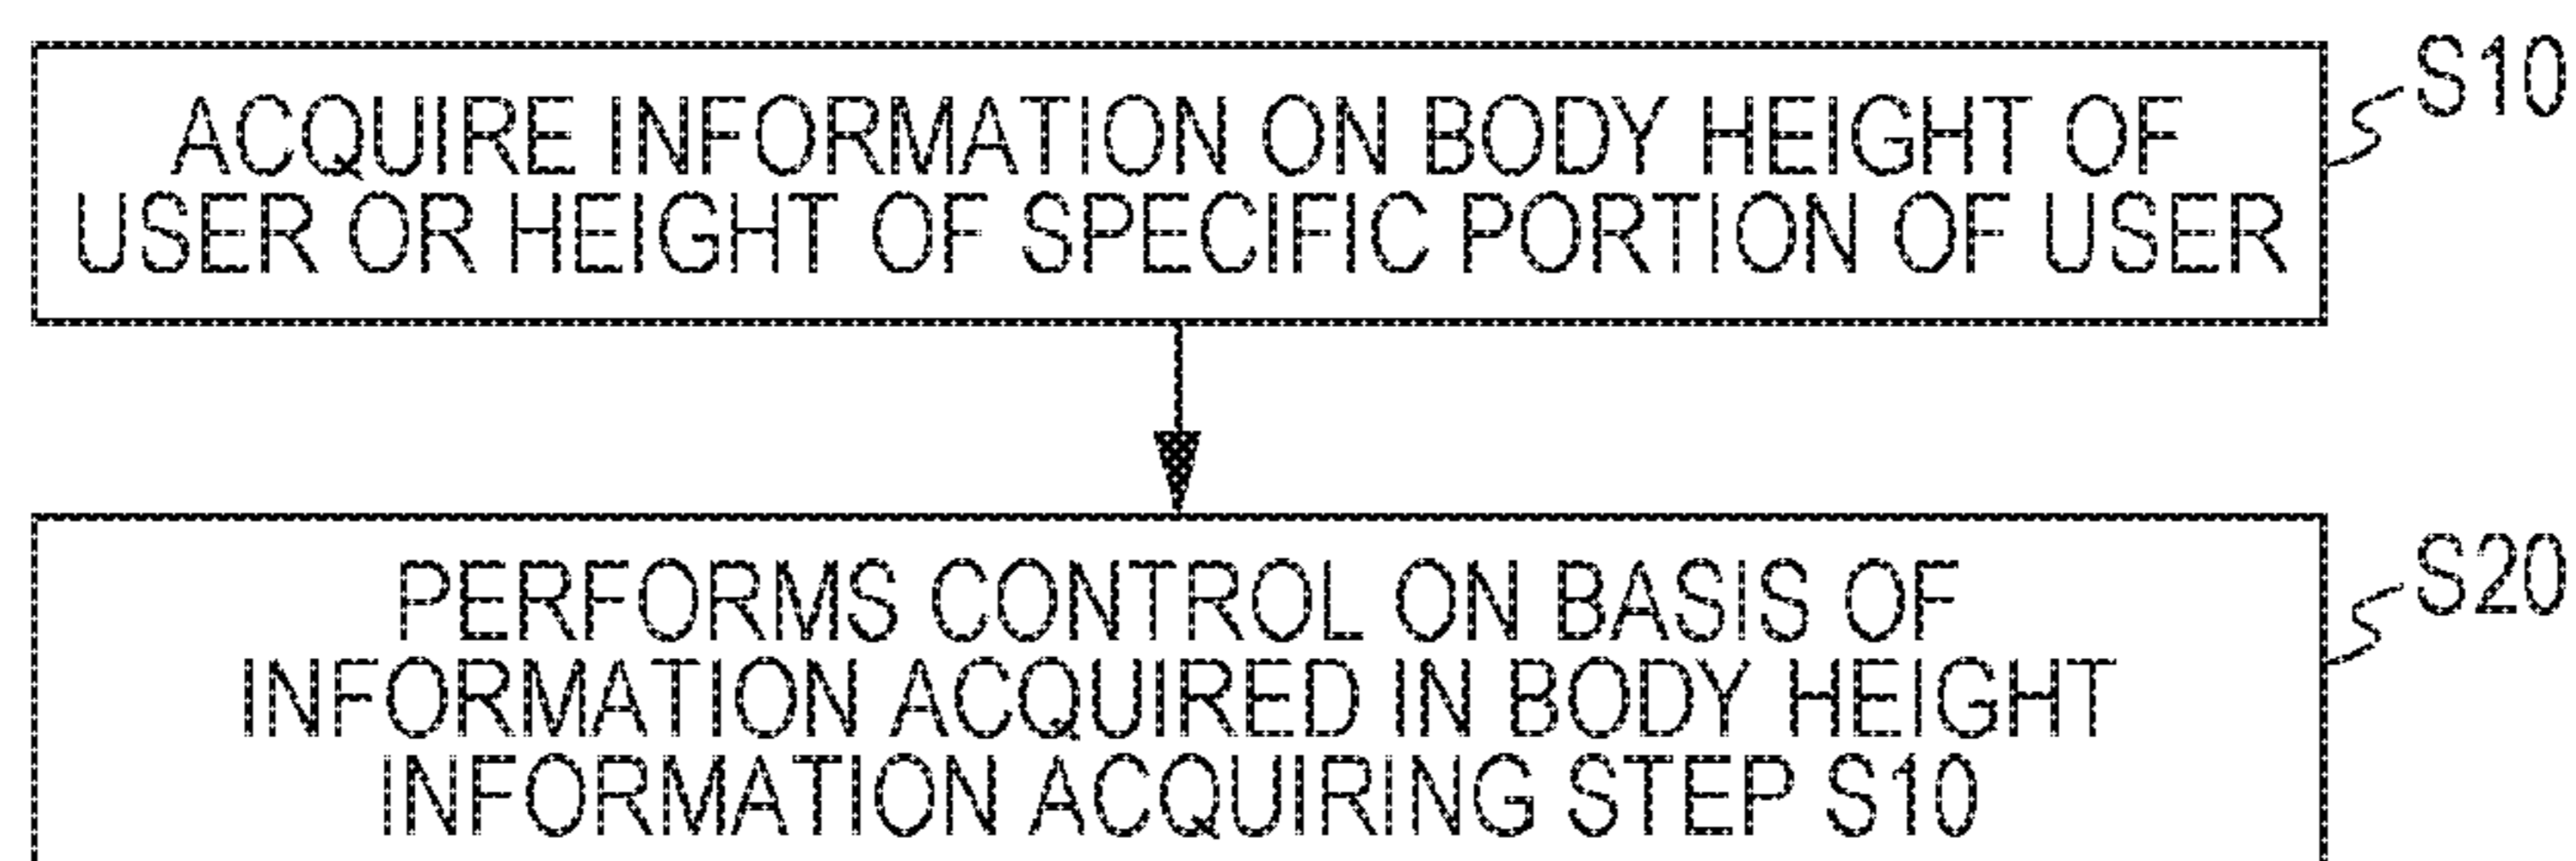 ACQUIRE INFORMATION ON BODY HEIGHT OF
USER OR HEIGHT OF SPECIFIC PORTION OF USER
S10
PERFORMS CONTROL ON BASIS OF
INFORMATION ACQUIRED IN BODY HEIGHT
INFORMATION ACQUIRING STEP S10
S20